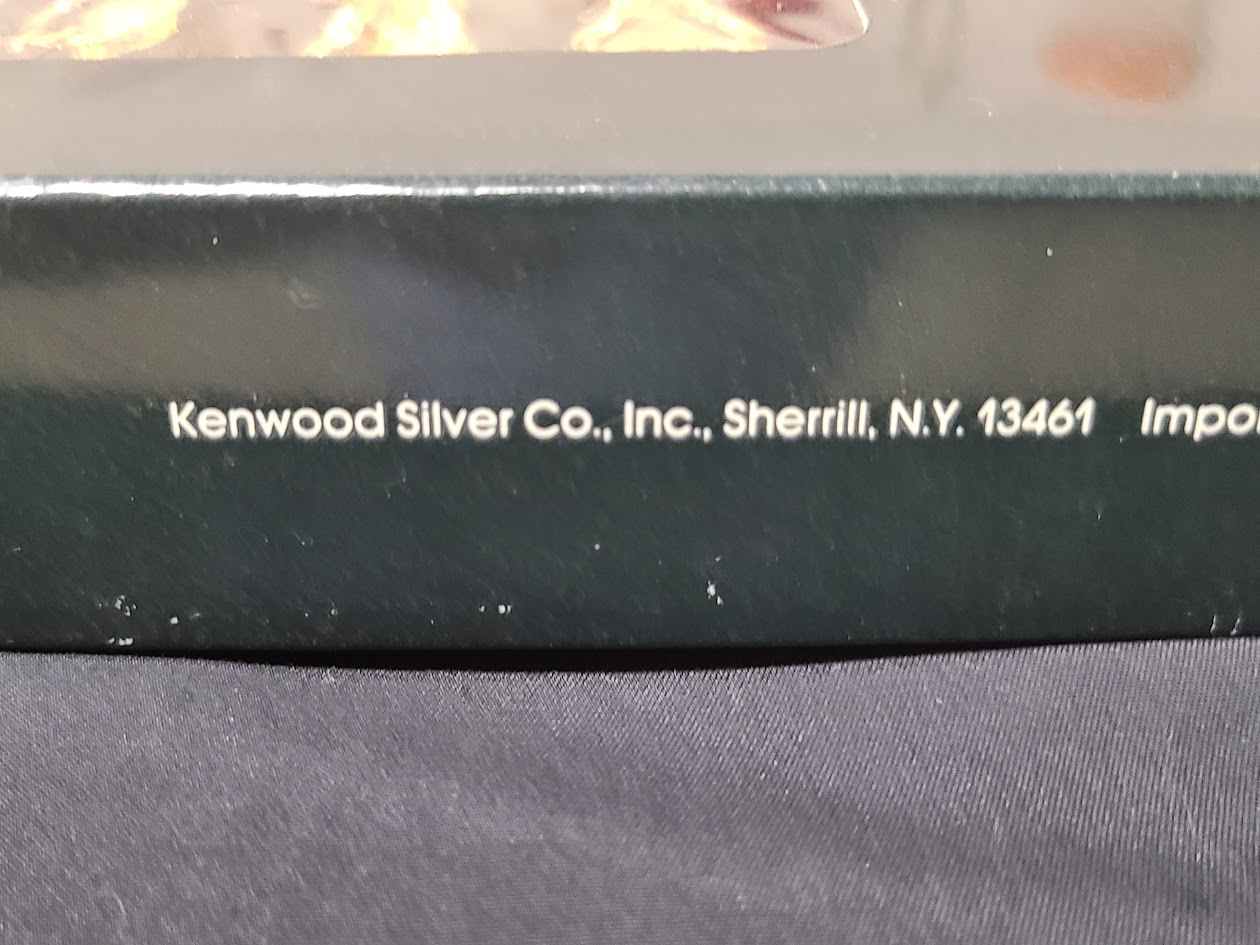 Kenwood Silver Co., Inc., Sherrill, N.Y. 13461